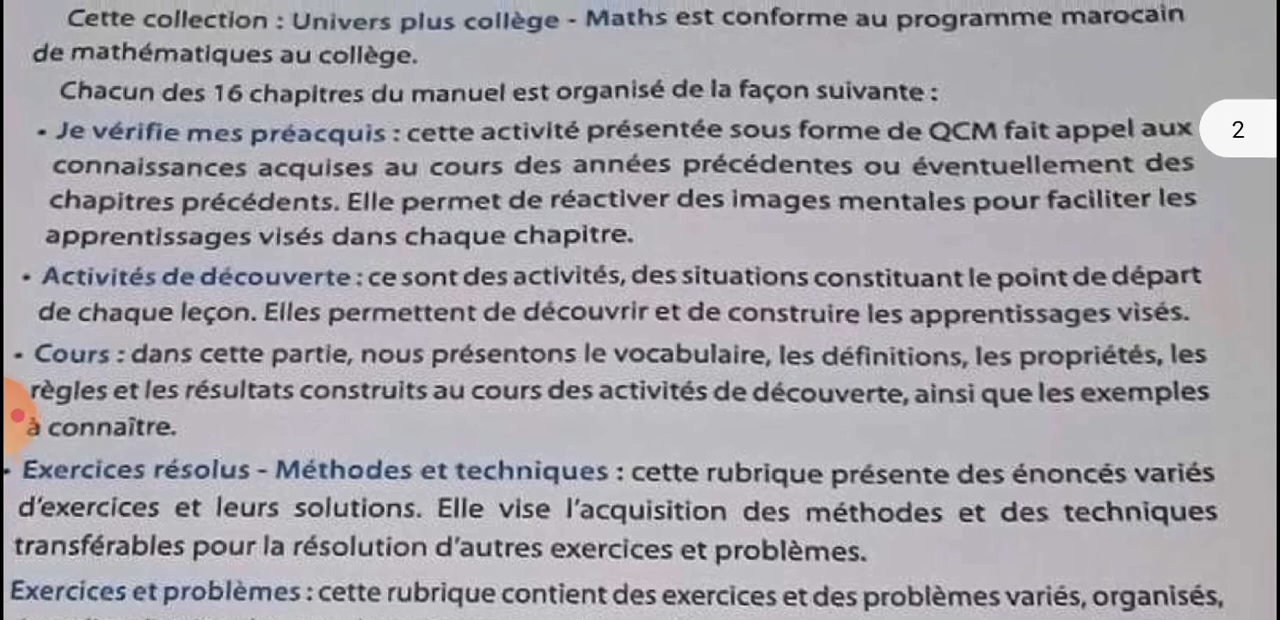 Cette collection : Univers plus collège - Maths est conforme au programme marocain
de mathématiques au collège.
Chacun des 16 chapitres du manuel est organisé de la façon suivante :
• Je vérifie mes préacquis : cette activité présentée sous forme de QCM fait appel aux
2
connaissances acquises au cours des années précédentes ou éventuellement des
chapitres précédents. Elle permet de réactiver des images mentales pour faciliter les
apprentissages visés dans chaque chapitre.
• Activités de découverte : ce sont des activités, des situations constituant le point de départ
de chaque leçon. Elles permettent de découvrir et de construire les apprentissages visés.
• Cours : dans cette partie, nous présentons le vocabulaire, les définitions, les propriétés, les
règles et les résultats construits au cours des activités de découverte, ainsi que les exemples
à connaître.
• Exercices résolus - Méthodes et techniques : cette rubrique présente des énoncés variés
d'exercices et leurs solutions. Elle vise l'acquisition des méthodes et des techniques
transférables pour la résolution d'autres exercices et problèmes.
Exercices et problèmes : cette rubrique contient des exercices et des problèmes variés, organisés,